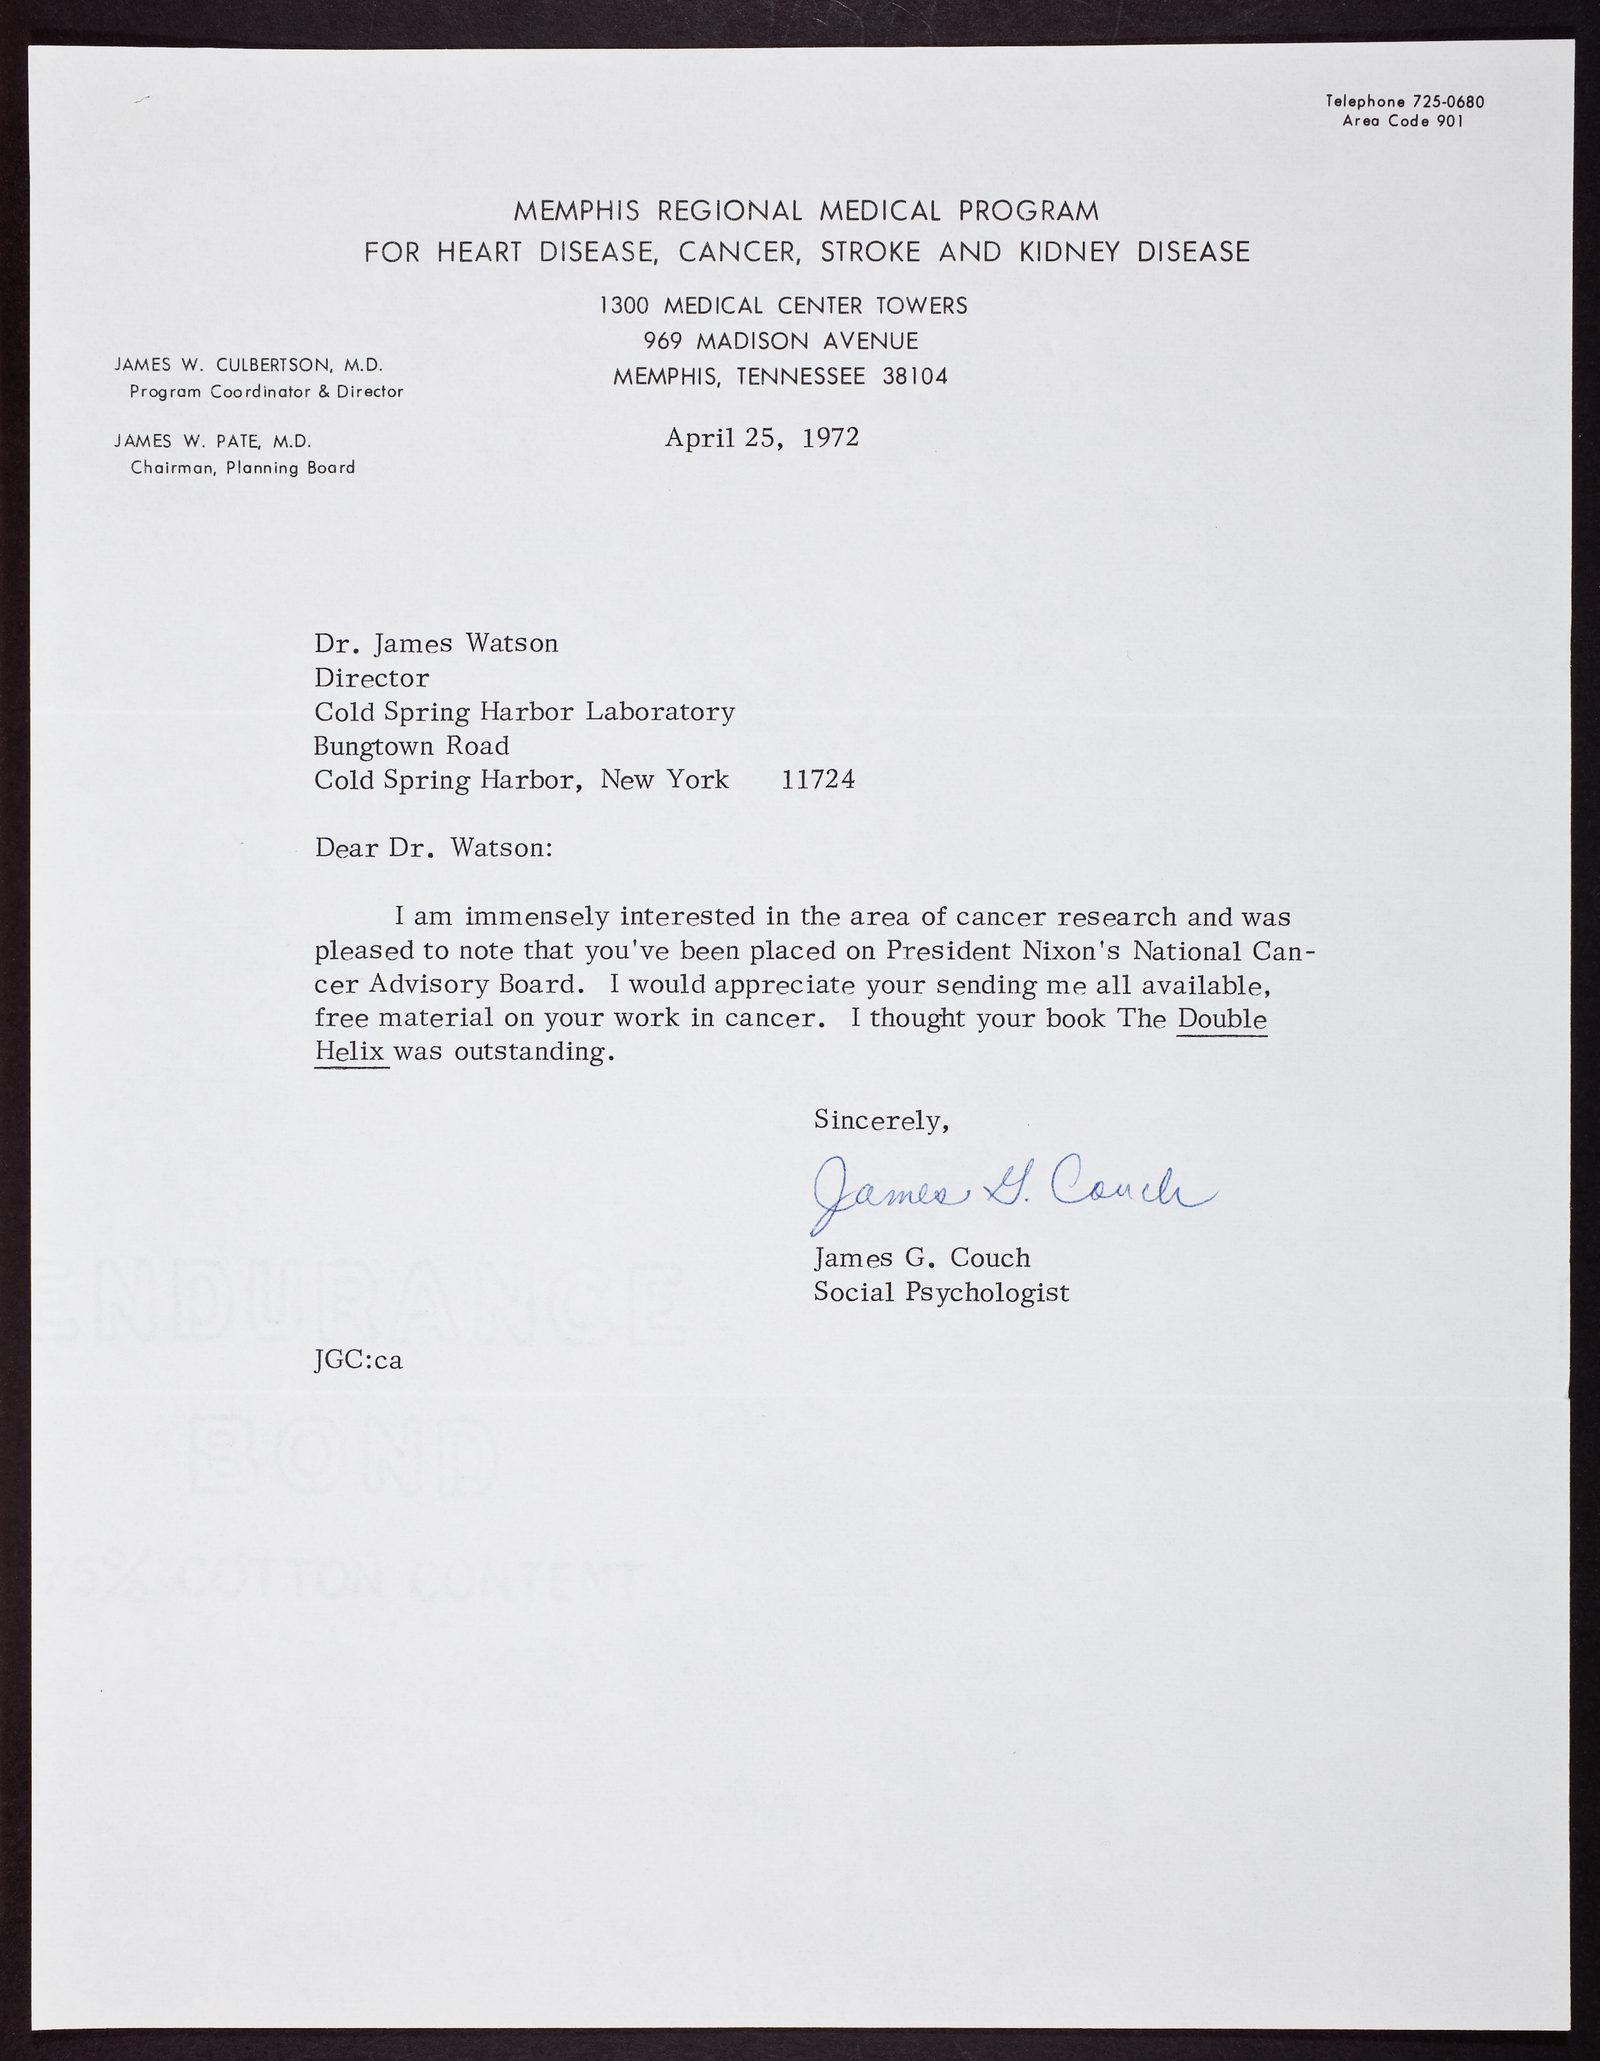 Telephone 725-0680
Area Code 901
MEMPHIS REGIONAL MEDICAL PROGRAM
FOR HEART DISEASE, CANCER, STROKE AND KIDNEY DISEASE
1300 MEDICAL CENTER TOWERS
969 MADISON AVENUE
MEMPHIS, TENNESSEE 38104
JAMES W. CULBERTSON, M.D.
Program Coordinator & Director
JAMES W. PATE, M.D.
Chairman, Planning Board
April 25, 1972
Dr. James Watson
Director
Cold Spring Harbor Laboratory
Bungtown Road
Cold Spring Harbor, New York 11724
Dear Dr. Watson:
I am immensely interested in the area of cancer research and was
pleased to note that you've been placed on President Nixon's National Can-
cer Advisory Board. I would appreciate your sending me all available,
free material on your work in cancer. I thought your book The Double
Helix was outstanding.
Sincerely,
James G. Couch
James G. Couch
Social Psychologist
JGC:ca
ENDURANCE
BOND
75% COTTON CONTENT